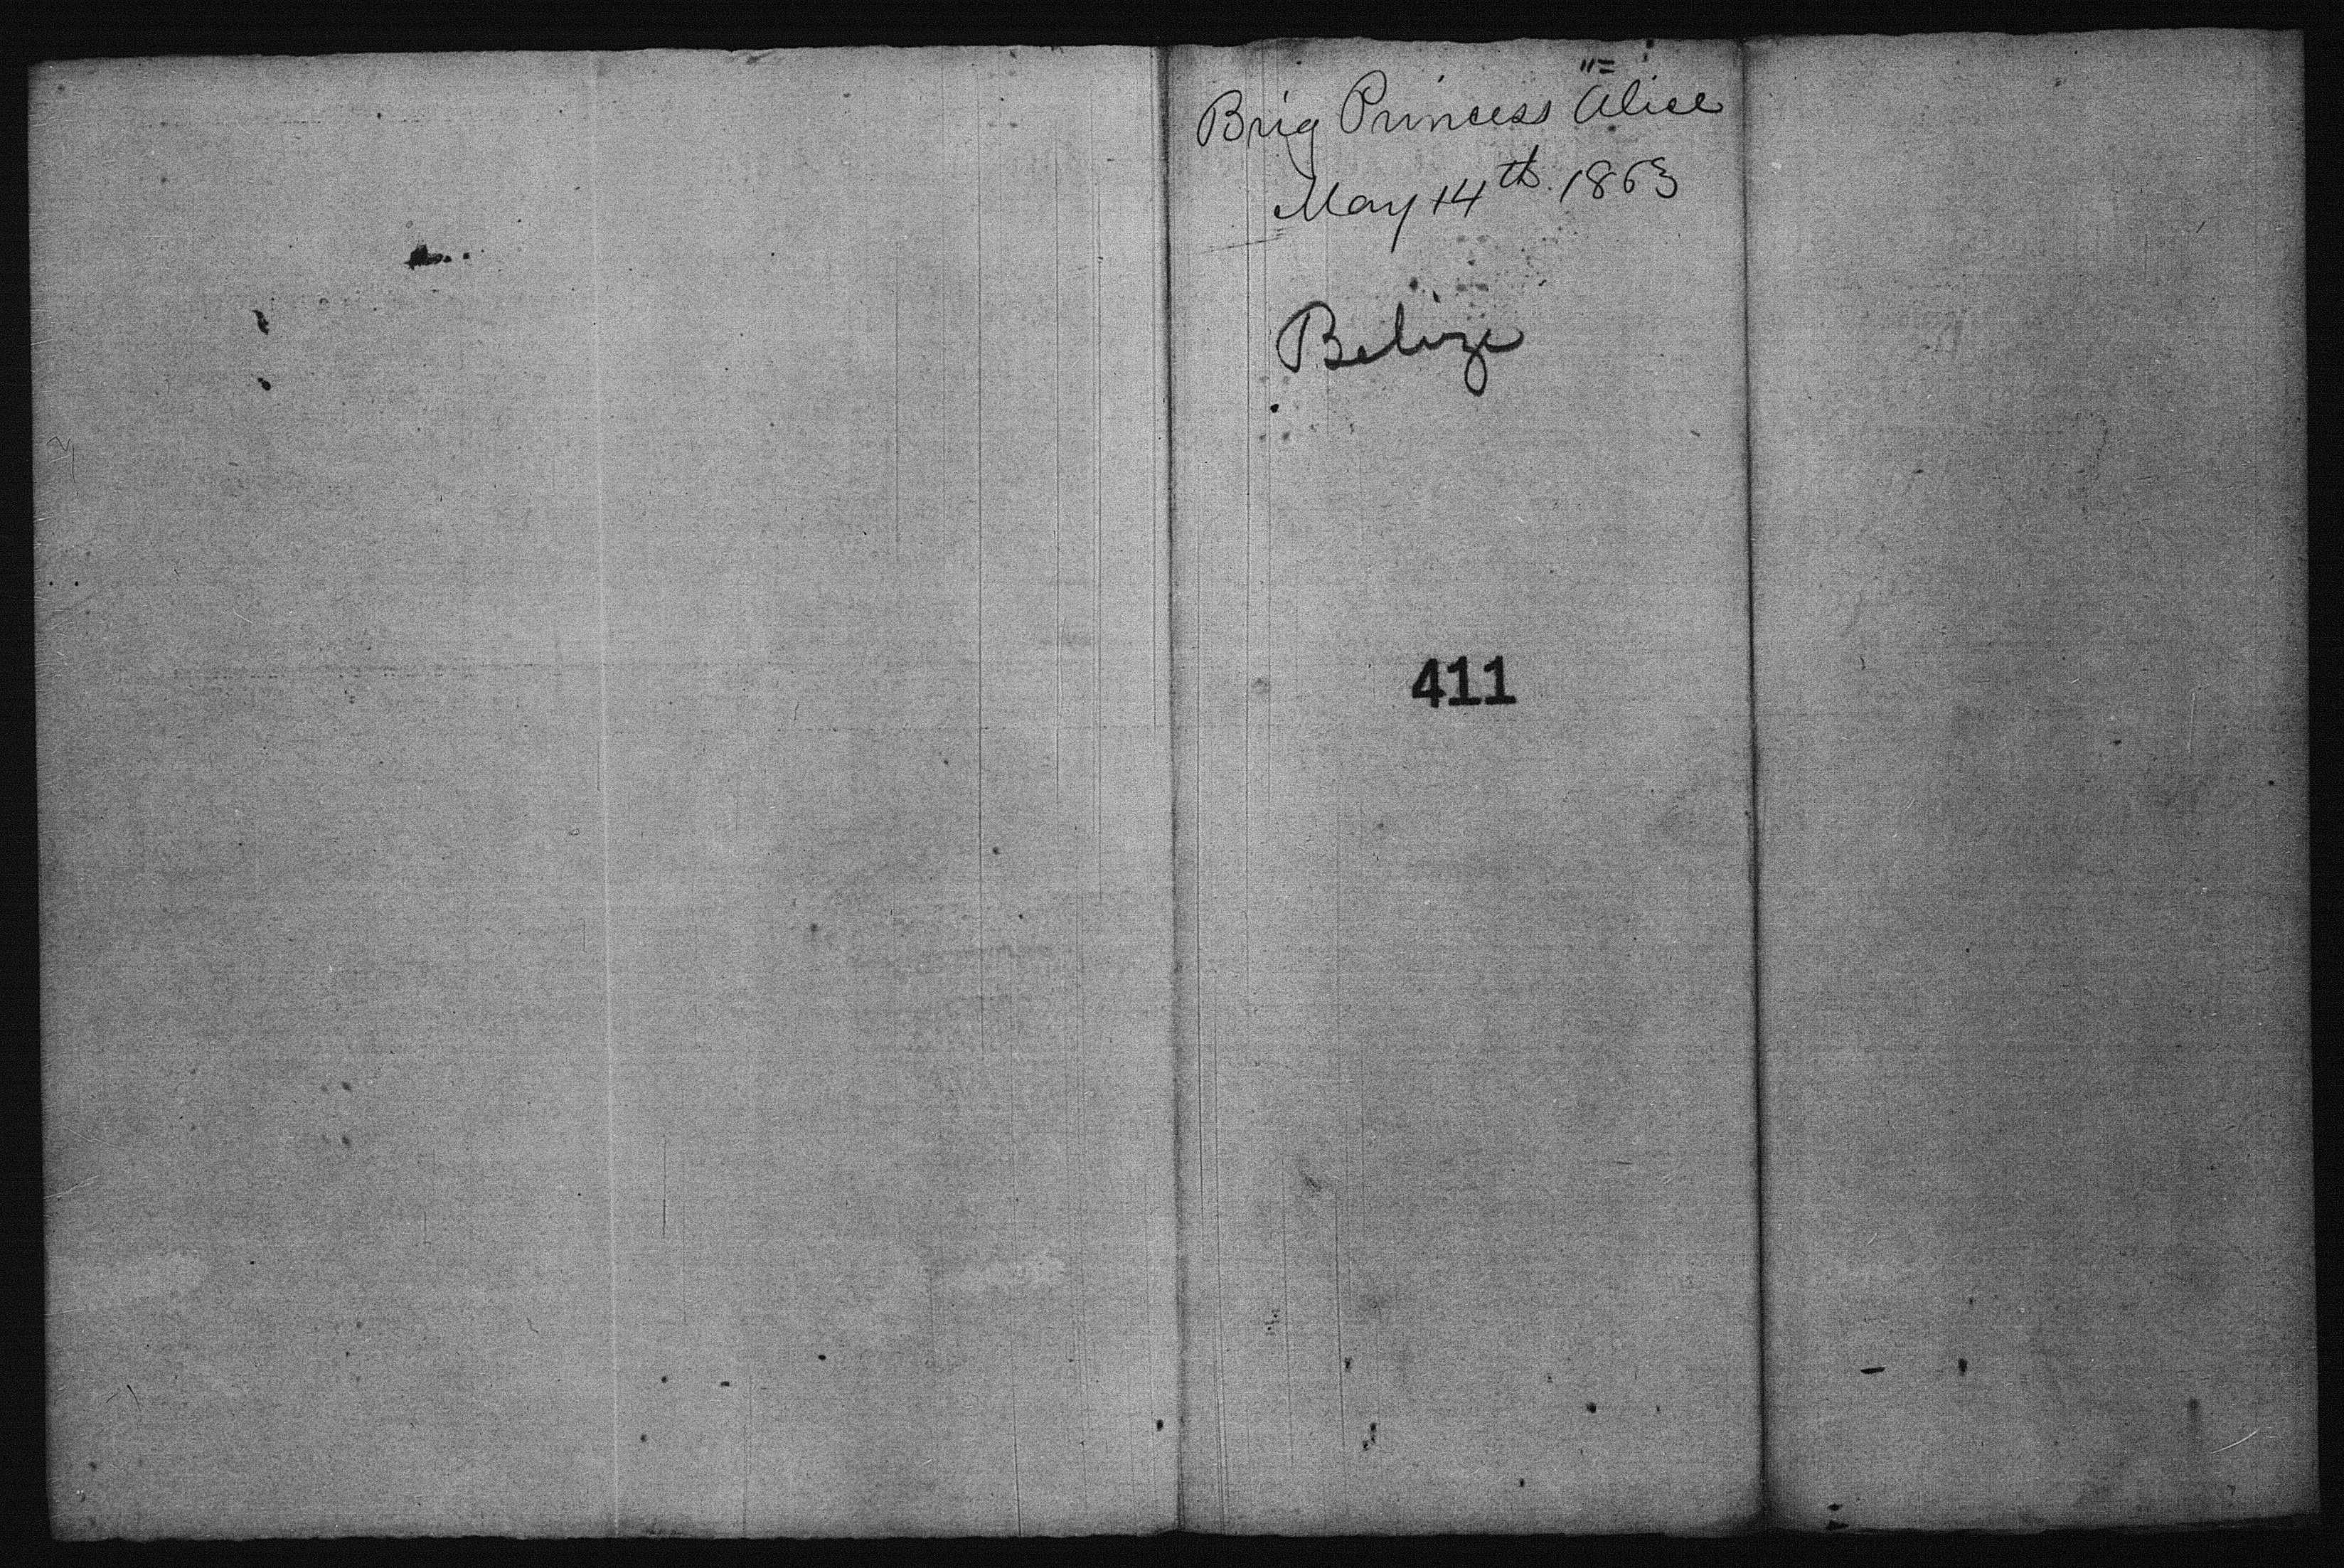 Brig Princess Alice
May 14th. 1863
Belize
411